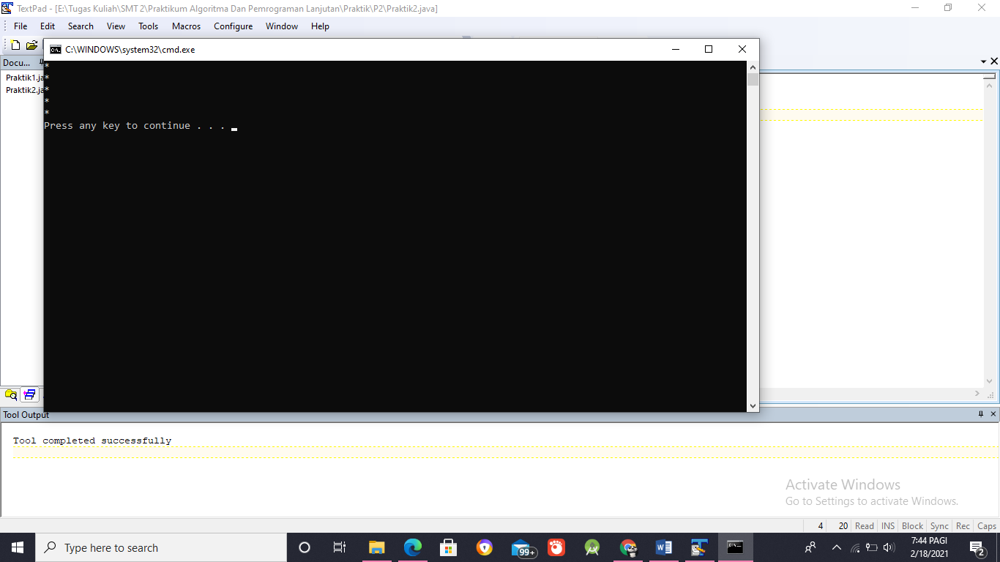 TextPad - [E:\Tugas Kuliah\SMT 2\Praktikum Algoritma Dan Pemrograman Lanjutan\Praktik\P2\Praktik2.java]
File Edit Search View Tools Macros Configure Window Help
C:\WINDOWS\system32\cmd.exe
Docu...
Praktik1.ja
Praktik2.ja
*
*
*
*
*
Press any key to continue . . .
Tool Output
Tool completed successfully
Activate Windows
Go to Settings to activate Windows.
4 20 Read INS Block Sync Rec Caps
Type here to search
99+
7:44 PAGI
2/18/2021
2